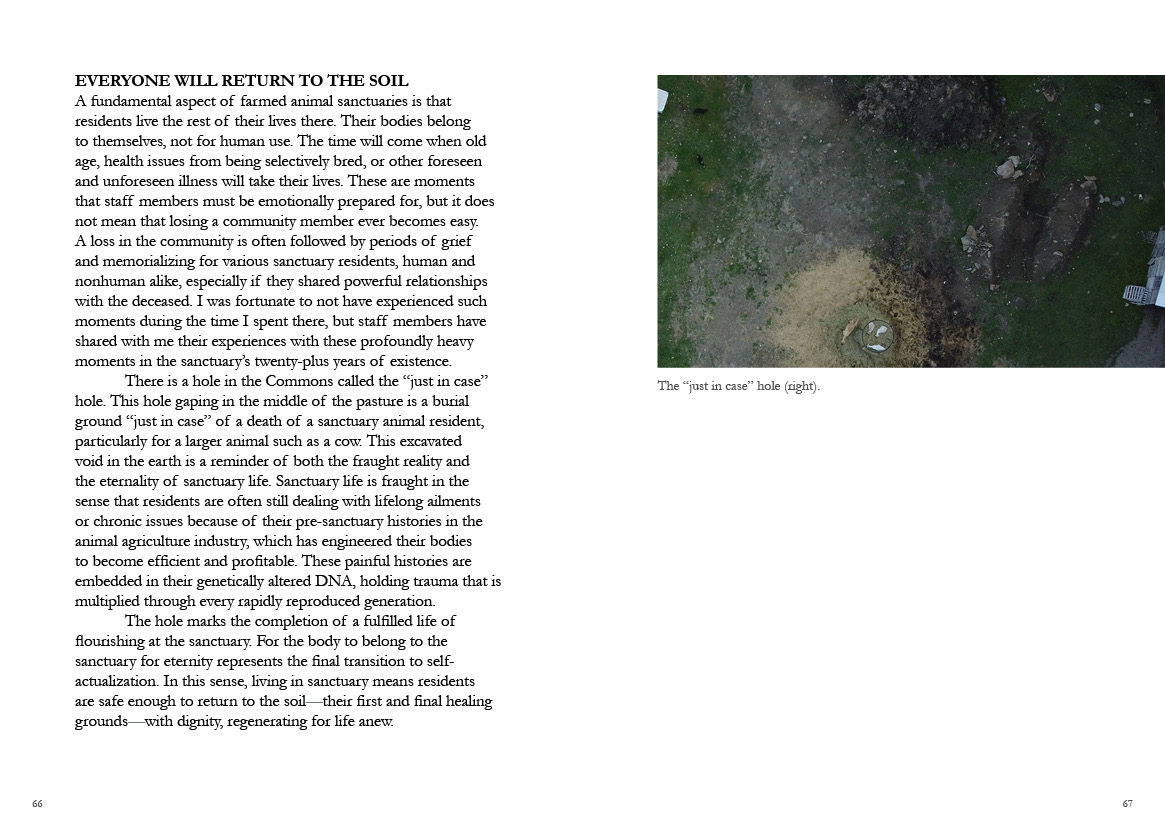 EVERYONE WILL RETURN TO THE SOIL
A fundamental aspect of farmed animal sanctuaries is that
residents live the rest of their lives there. Their bodies belong
to themselves, not for human use. The time will come when old
age, health issues from being selectively bred, or other foreseen
and unforeseen illness will take their lives. These are moments
that staff members must be emotionally prepared for, but it does
not mean that losing a community member ever becomes easy.
A loss in the community is often followed by periods of grief
and memorializing for various sanctuary residents, human and
nonhuman alike, especially if they shared powerful relationships
with the deceased. I was fortunate to not have experienced such
moments during the time I spent there, but staff members have
shared with me their experiences with these profoundly heavy
moments in the sanctuary’s twenty-plus years of existence.
There is a hole in the Commons called the “just in case”
hole. This hole gaping in the middle of the pasture is a burial
ground “just in case” of a death of a sanctuary animal resident,
particularly for a larger animal such as a cow. This excavated
void in the earth is a reminder of both the fraught reality and
the eternality of sanctuary life. Sanctuary life is fraught in the
sense that residents are often still dealing with lifelong ailments
or chronic issues because of their pre-sanctuary histories in the
animal agriculture industry, which has engineered their bodies
to become efficient and profitable. These painful histories are
embedded in their genetically altered DNA, holding trauma that is
multiplied through every rapidly reproduced generation.
The hole marks the completion of a fulfilled life of
flourishing at the sanctuary. For the body to belong to the
sanctuary for eternity represents the final transition to self-
actualization. In this sense, living in sanctuary means residents
are safe enough to return to the soil—their first and final healing
grounds—with dignity, regenerating for life anew.
66
The “just in case” hole (right).
67